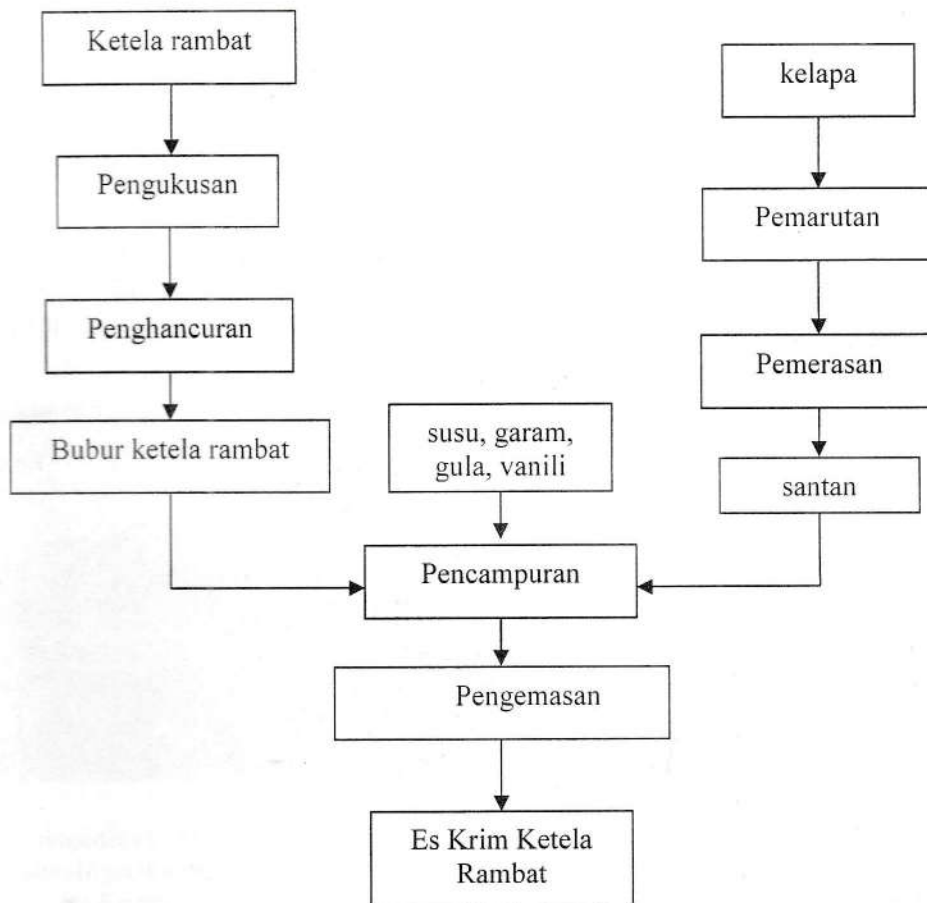 Ketela rambat
Pengukusan
Penghancuran
Bubur ketela rambat
kelapa
Pemarutan
Pemerasan
santan
susu, garam,
gula, vanili
Pencampuran
Pengemasan
Es Krim Ketela
Rambat